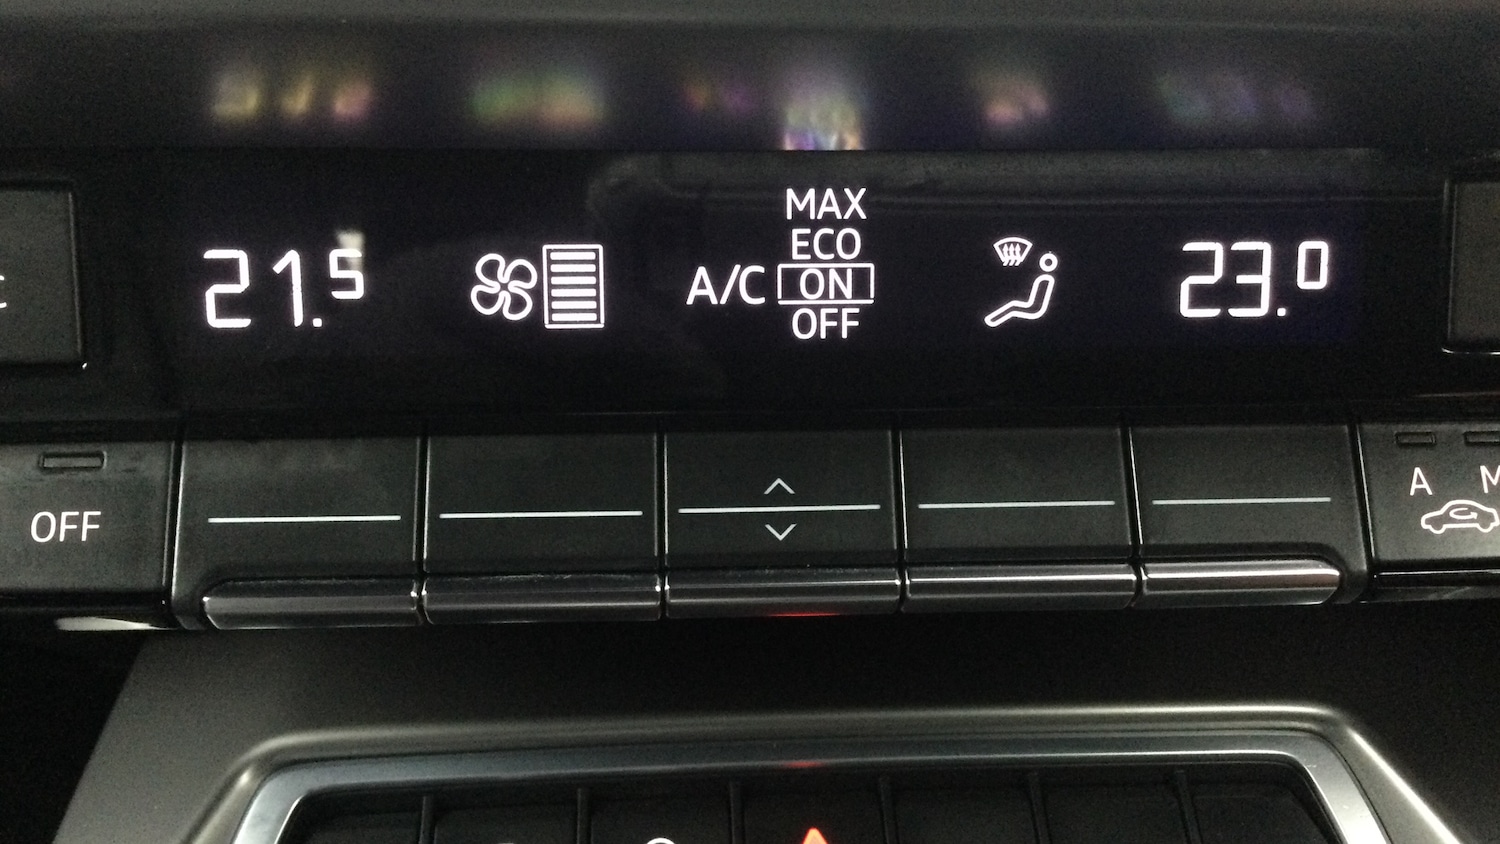 MAX
ECO
21.5 A/C ON 23.0
OFF
OFF
A M